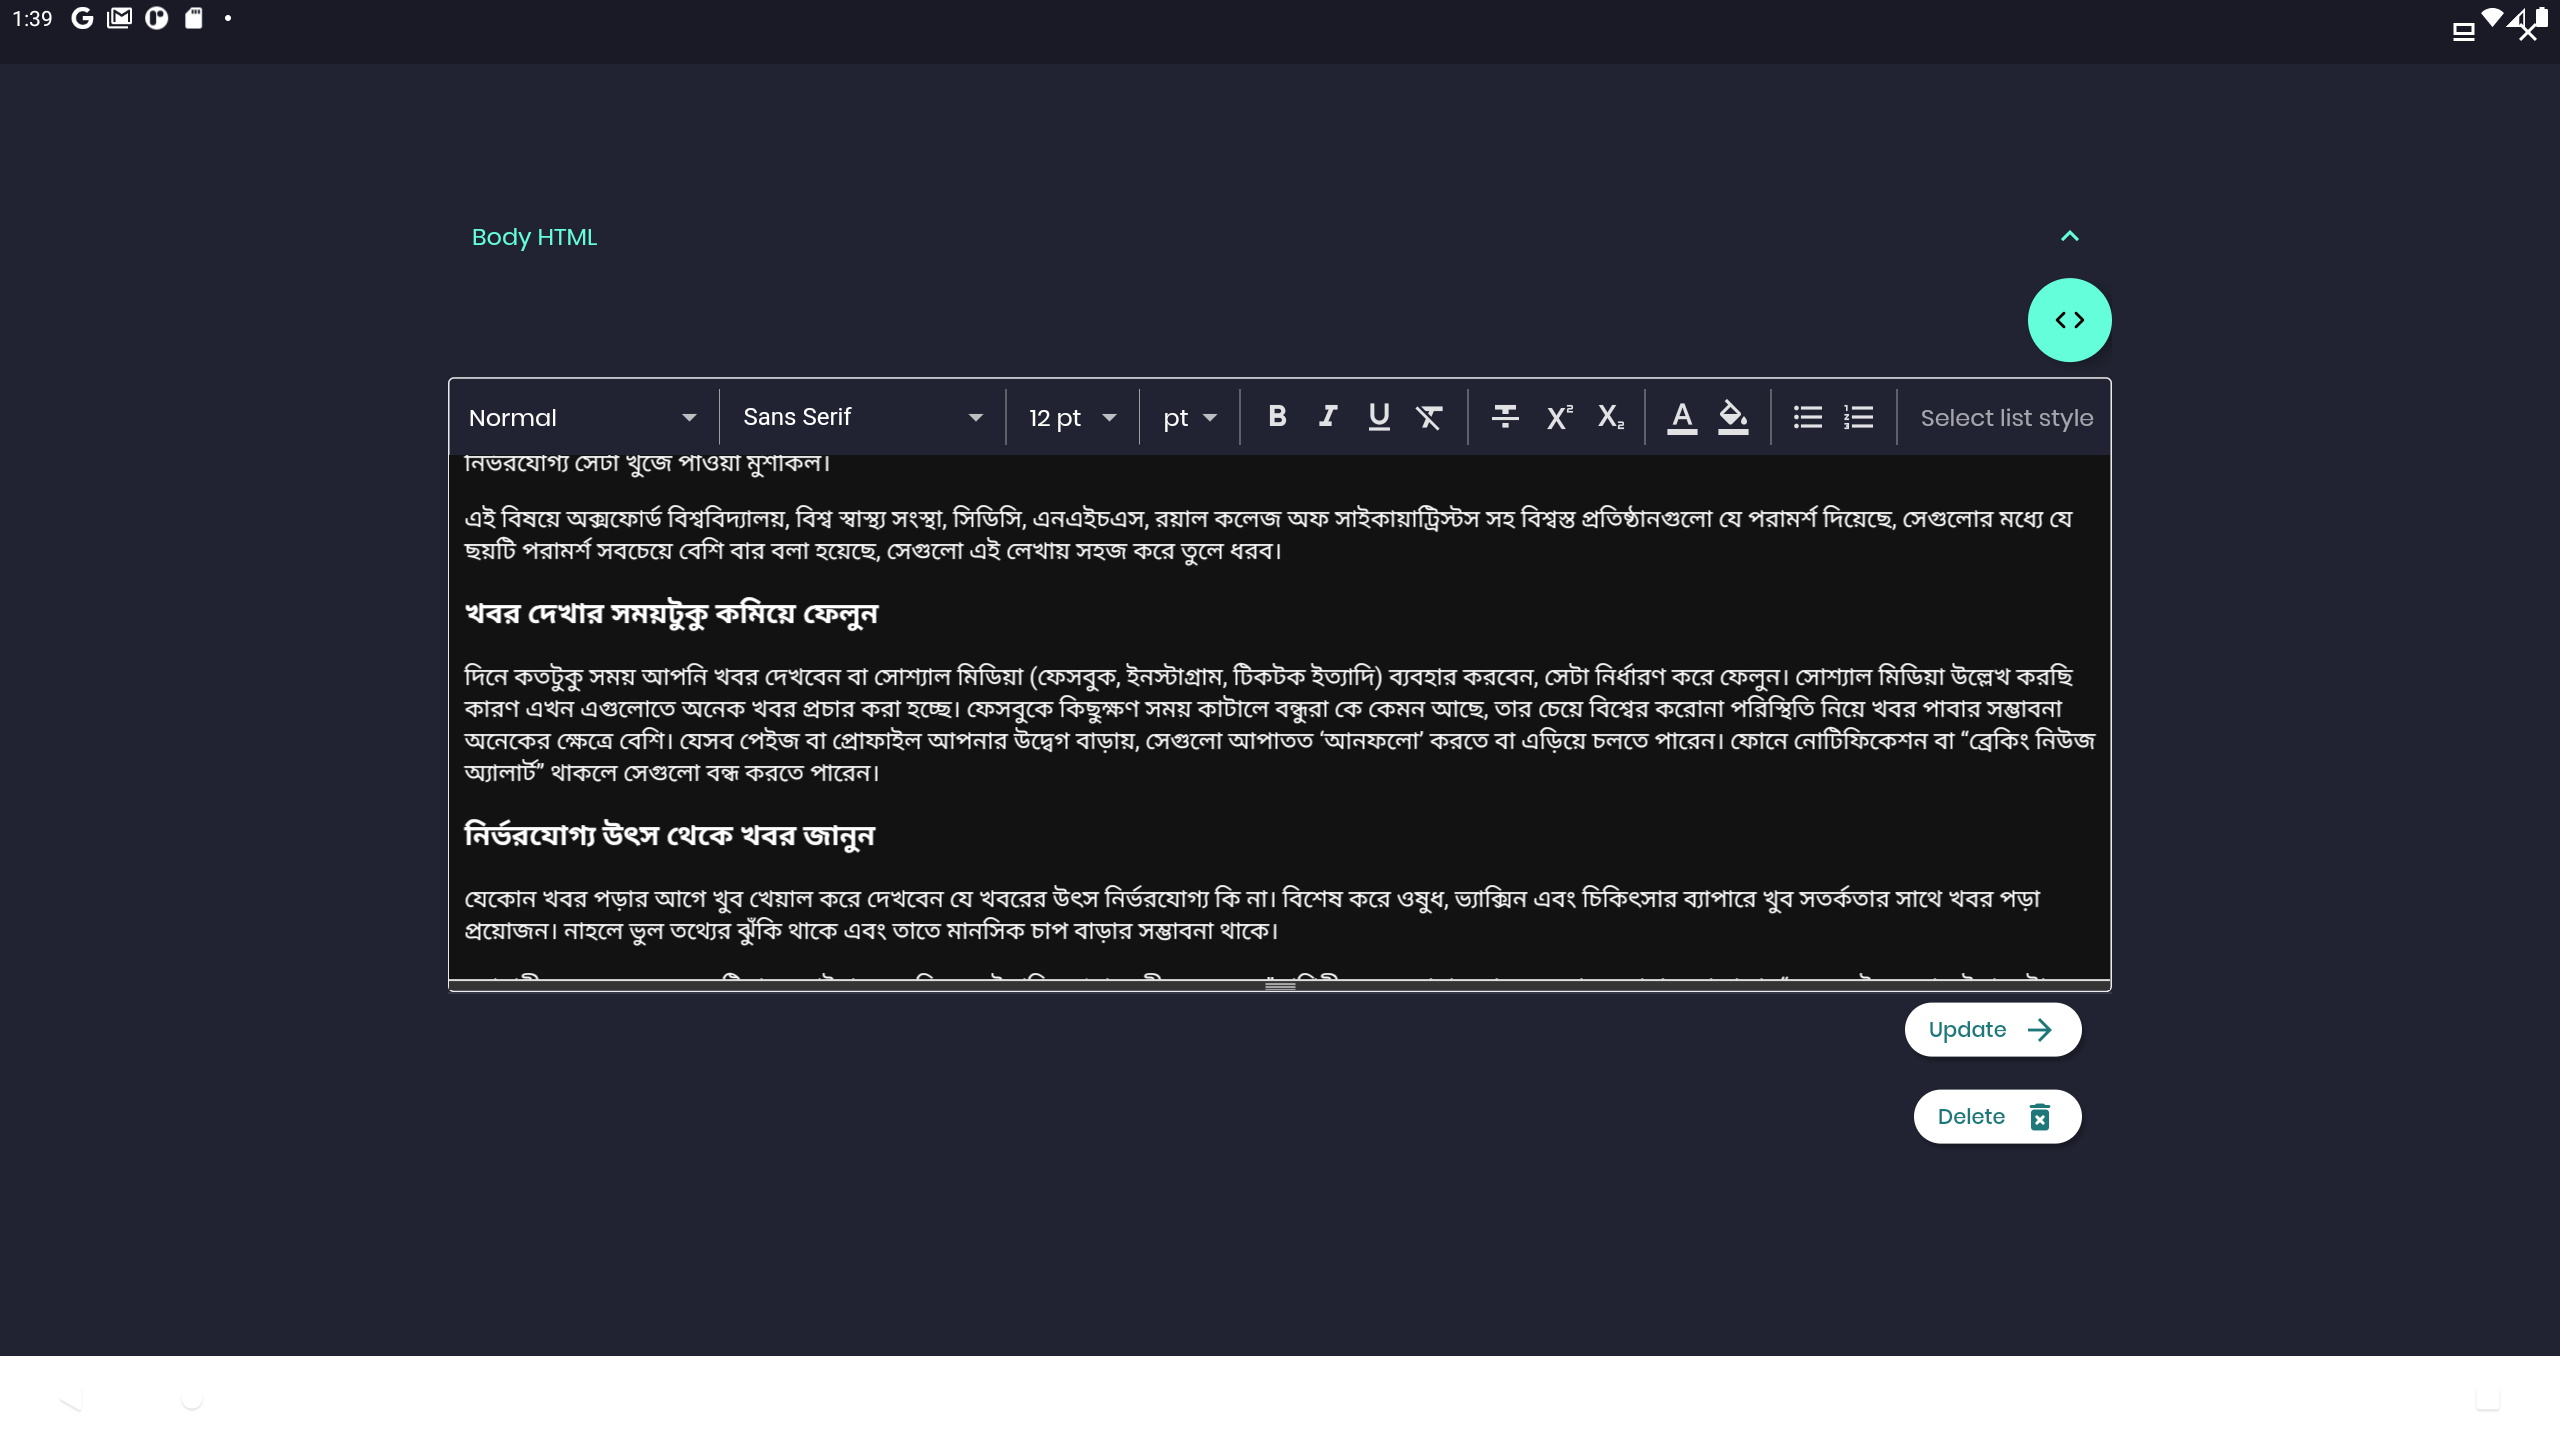 1:39
Body HTML
Normal Sans Serif 12 pt pt B I U X² X₂ A Select list style
নির্ভরযোগ্য সেটা খুঁজে পাওয়া মুশকিল।
এই বিষয়ে অক্সফোর্ড বিশ্ববিদ্যালয়, বিশ্ব স্বাস্থ্য সংস্থা, সিডিসি, এনএইচএস, রয়াল কলেজ অফ সাইকায়াট্রিস্টস সহ বিশ্বস্ত প্রতিষ্ঠানগুলো যে পরামর্শ দিয়েছে, সেগুলোর মধ্যে যে
ছয়টি পরামর্শ সবচেয়ে বেশি বার বলা হয়েছে, সেগুলো এই লেখায় সহজ করে তুলে ধরব।
খবর দেখার সময়টুকু কমিয়ে ফেলুন
দিনে কতটুকু সময় আপনি খবর দেখবেন বা সোশ্যাল মিডিয়া (ফেসবুক, ইনস্টাগ্রাম, টিকটক ইত্যাদি) ব্যবহার করবেন, সেটা নির্ধারণ করে ফেলুন। সোশ্যাল মিডিয়া উল্লেখ করছি
কারণ এখন এগুলোতে অনেক খবর প্রচার করা হচ্ছে। ফেসবুকে কিছুক্ষণ সময় কাটালে বন্ধুরা কে কেমন আছে, তার চেয়ে বিশ্বের করোনা পরিস্থিতি নিয়ে খবর পাবার সম্ভাবনা
অনেকের ক্ষেত্রে বেশি। যেসব পেইজ বা প্রোফাইল আপনার উদ্বেগ বাড়ায়, সেগুলো আপাতত ‘আনফলো’ করতে বা এড়িয়ে চলতে পারেন। ফোনে নোটিফিকেশন বা “ব্রেকিং নিউজ
অ্যালার্ট” থাকলে সেগুলো বন্ধ করতে পারেন।
নির্ভরযোগ্য উৎস থেকে খবর জানুন
যেকোন খবর পড়ার আগে খুব খেয়াল করে দেখবেন যে খবরের উৎস নির্ভরযোগ্য কি না। বিশেষ করে ওষুধ, ভ্যাক্সিন এবং চিকিৎসার ব্যাপারে খুব সতর্কতার সাথে খবর পড়া
প্রয়োজন। নাহলে ভুল তথ্যের ঝুঁকি থাকে এবং তাতে মানসিক চাপ বাড়ার সম্ভাবনা থাকে।
Update
Delete